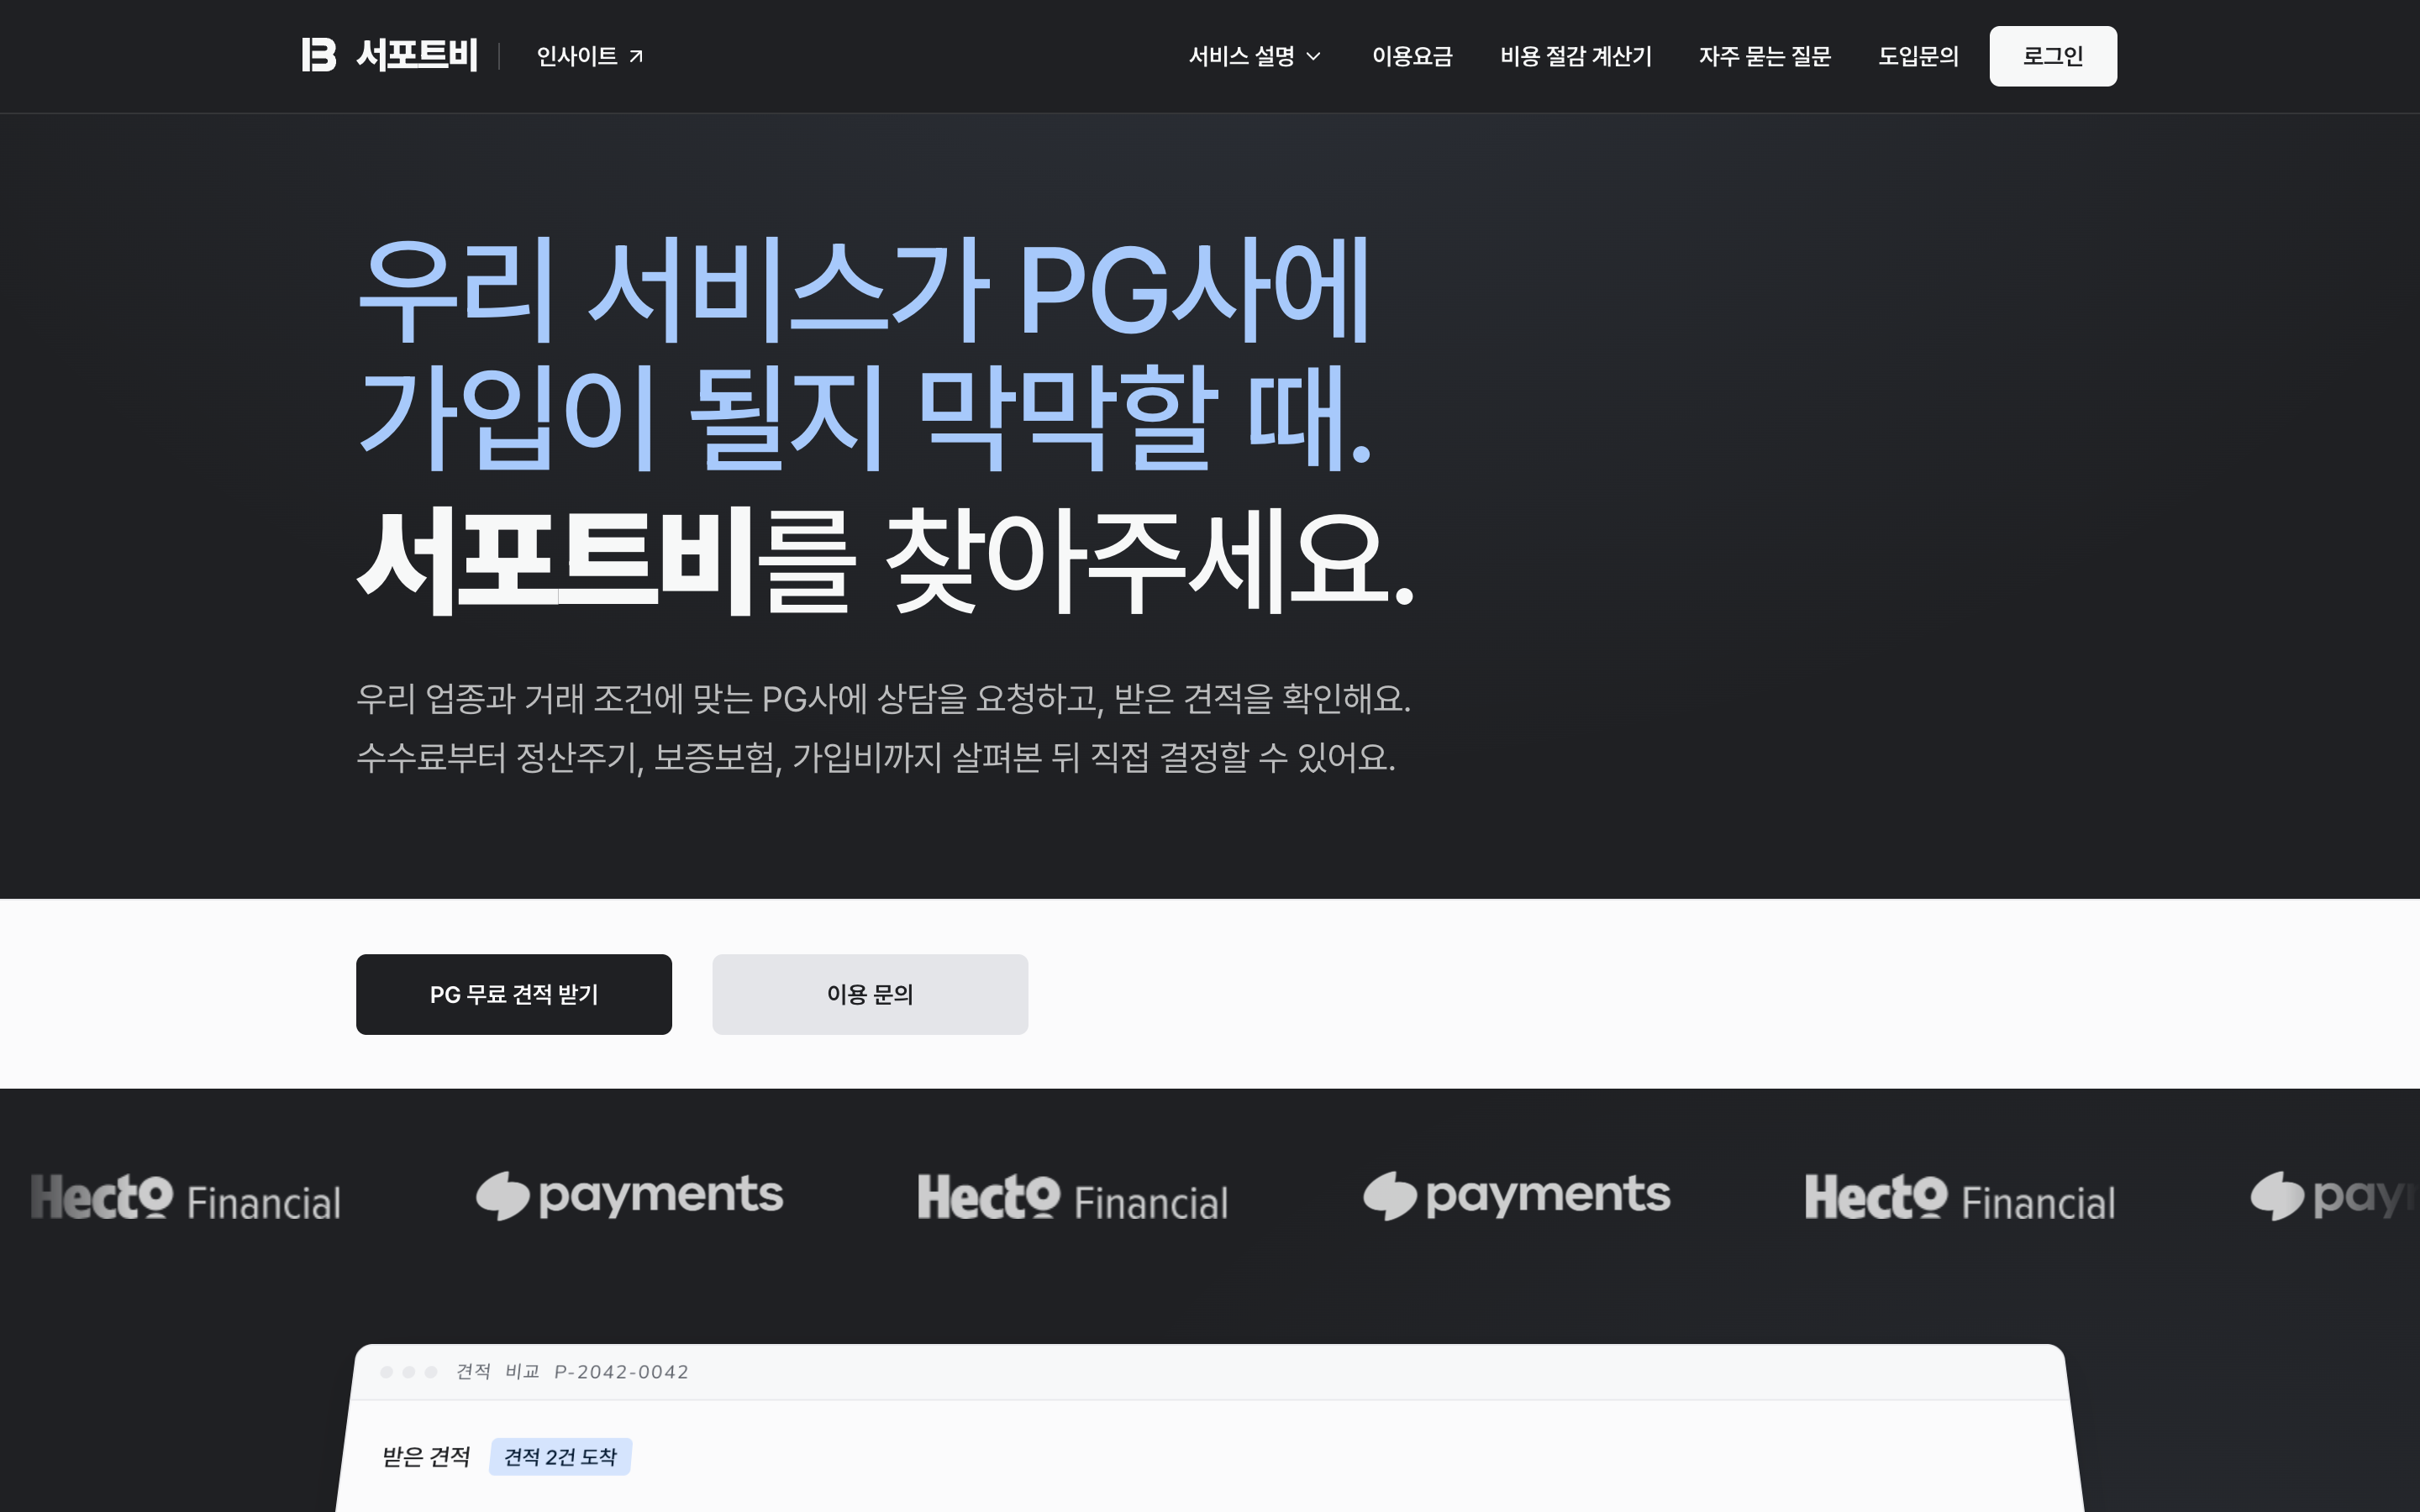 서포트비
인사이트
서비스 설명
이용요금
비용 절감 계산기
자주 묻는 질문
도입문의
로그인
우리 서비스가 PG사에
가입이 될지 막막할 때.
서포트비를 찾아주세요.
우리 업종과 거래 조건에 맞는 PG사에 상담을 요청하고, 받은 견적을 확인해요.
수수료부터 정산주기, 보증보험, 가입비까지 살펴본 뒤 직접 결정할 수 있어요.
PG 무료 견적 받기
이용 문의
Hecto Financial
payments
Hecto Financial
payments
Hecto Financial
paym
견적 비교 P-2042-0042
받은 견적
견적 2건 도착